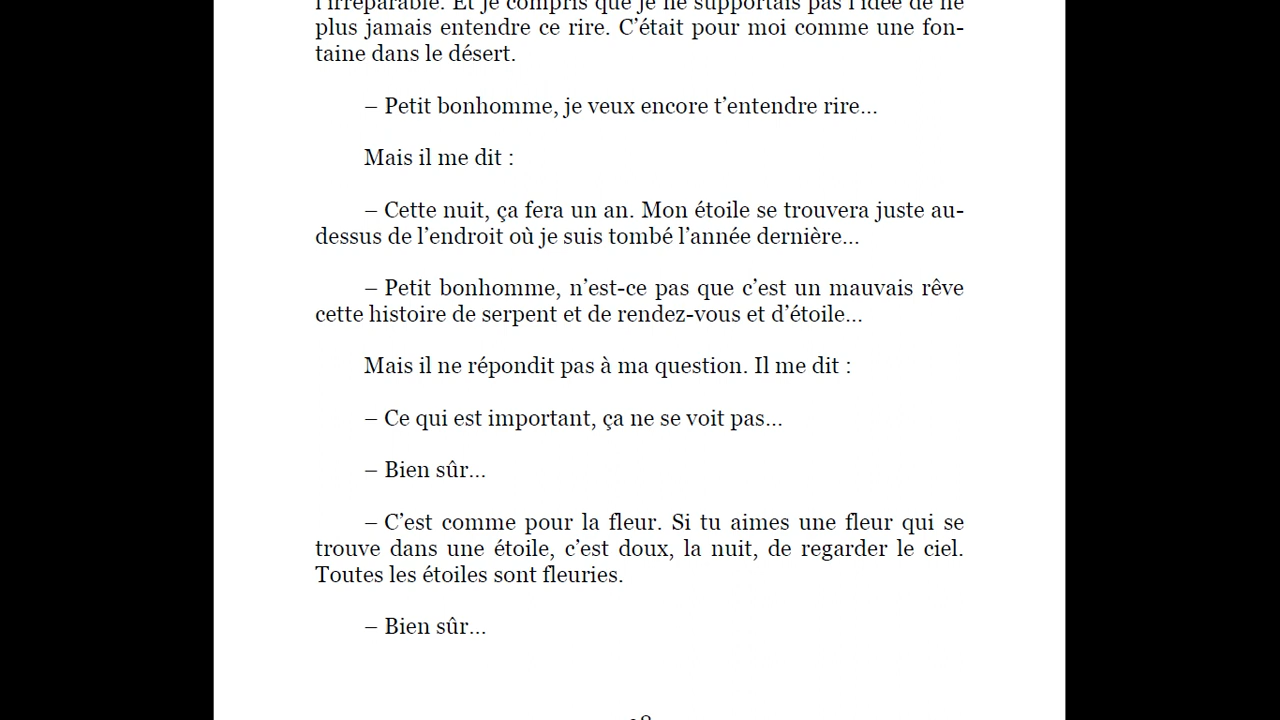 l’irréparable. Et je compris que je ne supportais pas l’idée de ne
plus jamais entendre ce rire. C’était pour moi comme une fon-
taine dans le désert.
– Petit bonhomme, je veux encore t’entendre rire…
Mais il me dit :
– Cette nuit, ça fera un an. Mon étoile se trouvera juste au-
dessus de l’endroit où je suis tombé l’année dernière…
– Petit bonhomme, n’est-ce pas que c’est un mauvais rêve
cette histoire de serpent et de rendez-vous et d’étoile…
Mais il ne répondit pas à ma question. Il me dit :
– Ce qui est important, ça ne se voit pas…
– Bien sûr…
– C’est comme pour la fleur. Si tu aimes une fleur qui se
trouve dans une étoile, c’est doux, la nuit, de regarder le ciel.
Toutes les étoiles sont fleuries.
– Bien sûr…